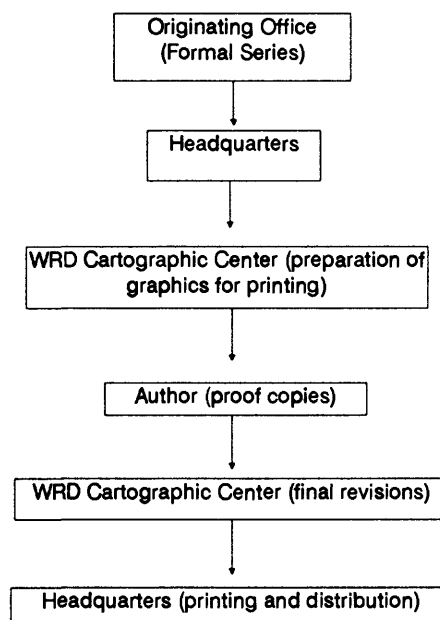 Originating Office
(Formal Series)
Headquarters
WRD Cartographic Center (preparation of
graphics for printing)
Author (proof copies)
WRD Cartographic Center (final revisions)
Headquarters (printing and distribution)